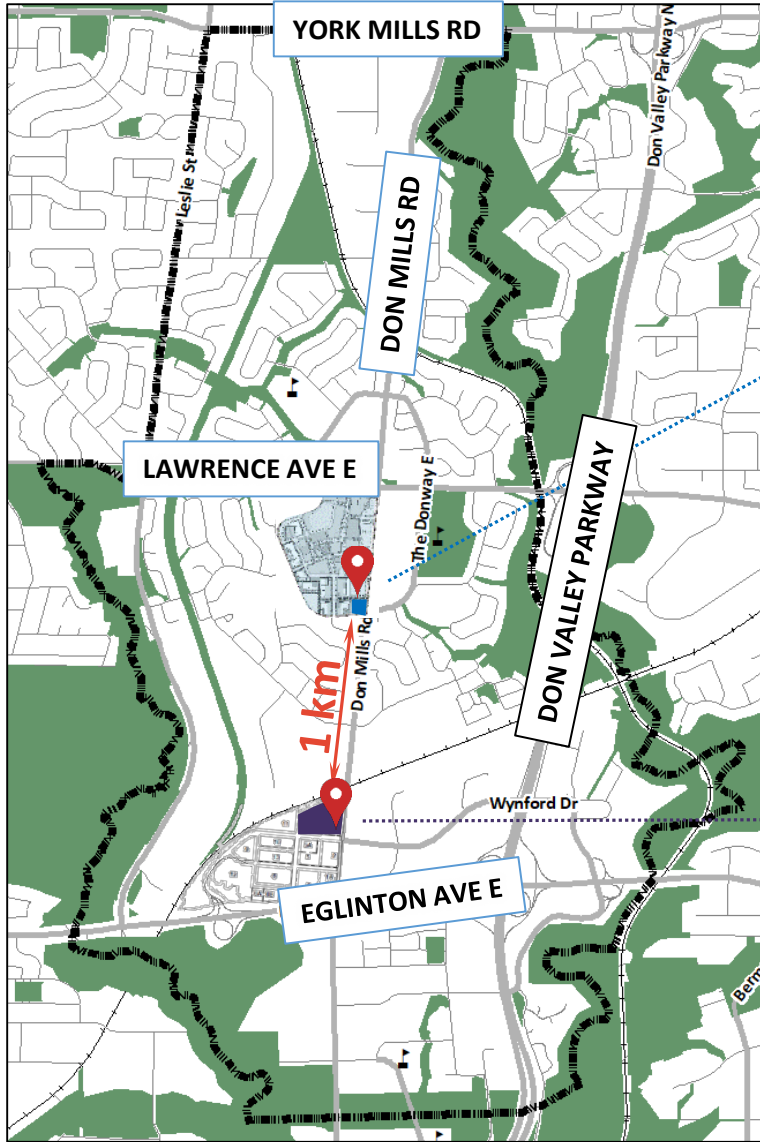 YORK MILLS RD
Don Valley Parkway N
Leslie St
DON MILLS RD
LAWRENCE AVE E
The Donway E
DON VALLEY PARKWAY
Don Mills Rd
1 km
Wynford Dr
EGLINTON AVE E
Berm